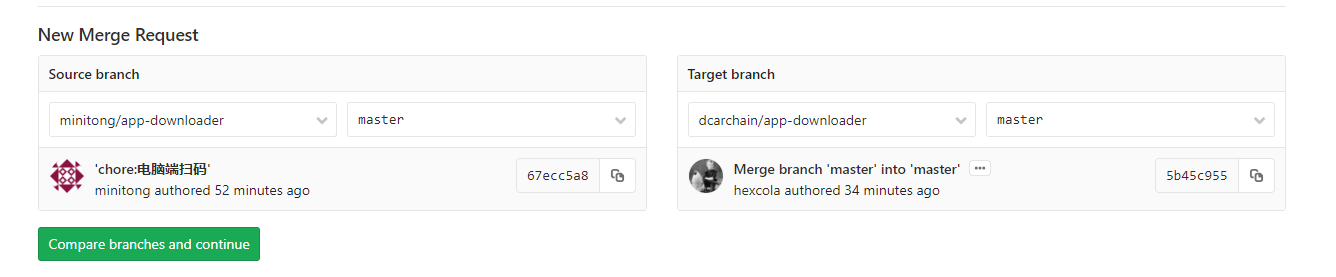 New Merge Request
Source branch
minitong/app-downloader
master
'chore:电脑端扫码'
minitong authored 52 minutes ago
67ecc5a8
Target branch
dcarchain/app-downloader
master
Merge branch 'master' into 'master'
hexcola authored 34 minutes ago
5b45c955
Compare branches and continue